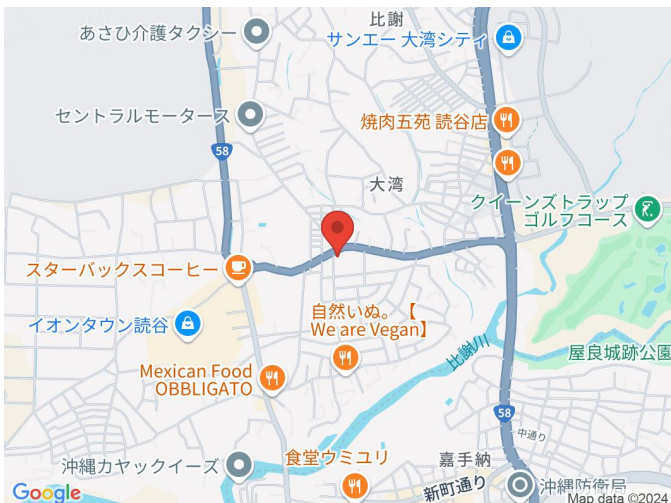 比謝
あさひ介護タクシー
サンエー 大湾シティ
セントラルモータース
焼肉五苑 読谷店
58
大湾
クイーンズトラップ
ゴルフコース
スターバックスコーヒー
自然いぬ。【
We are Vegan】
イオンタウン読谷
比謝川
屋良城跡公園
Mexican Food
OBBLIGATO
58
中通り
沖縄カヤックイーズ
食堂ウミユリ
嘉手納
新町通り
沖縄防衛局
Google
Map data ©2024